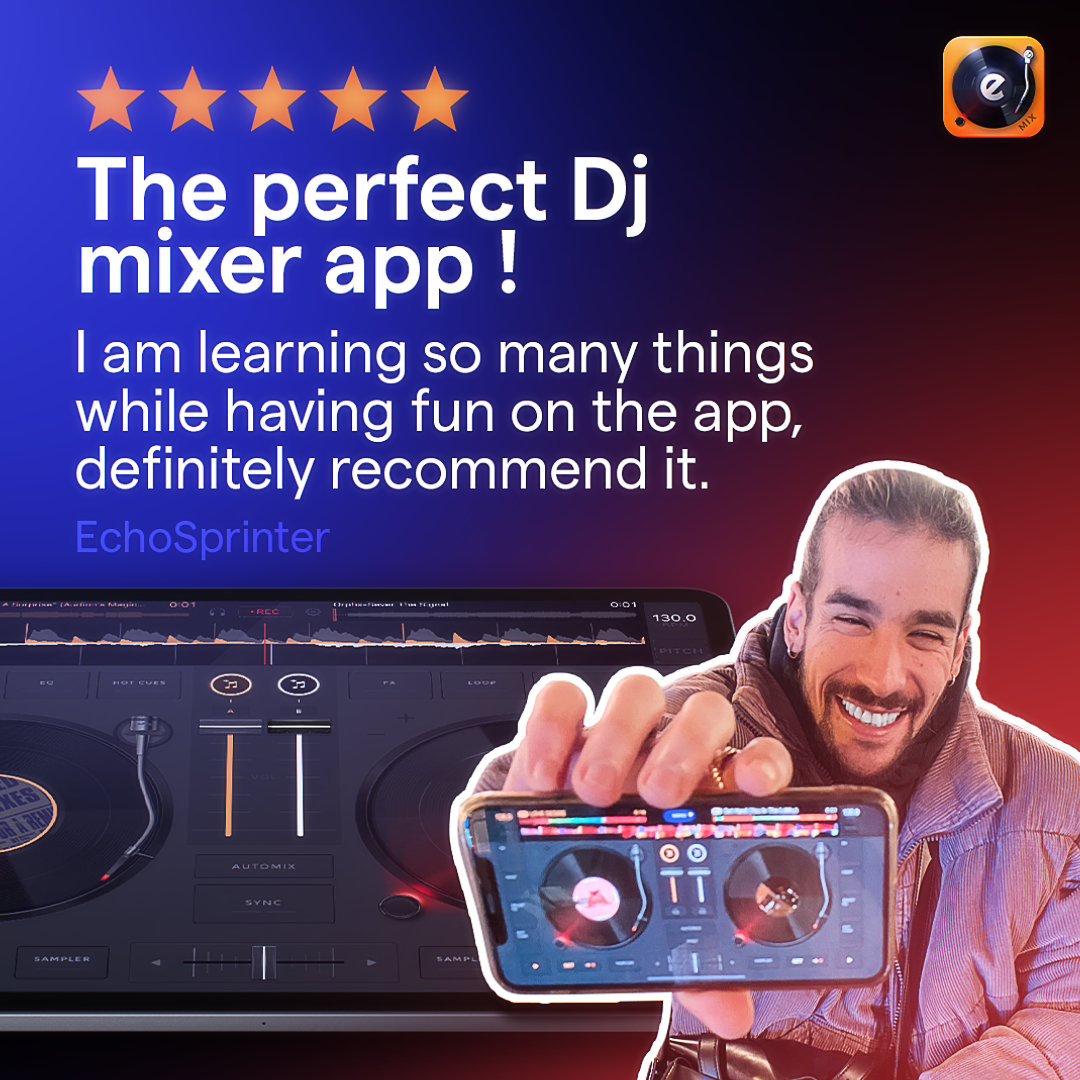 e
MIX
The perfect Dj
mixer app !
I am learning so many things
while having fun on the app,
definitely recommend it.
EchoSprinter
0:01
REC
0:01
130.0
BPM
PITCH
EQ
HOT CUES
FX
LOOP
A
B
VOL
AUTOMIX
SYNC
SAMPLER